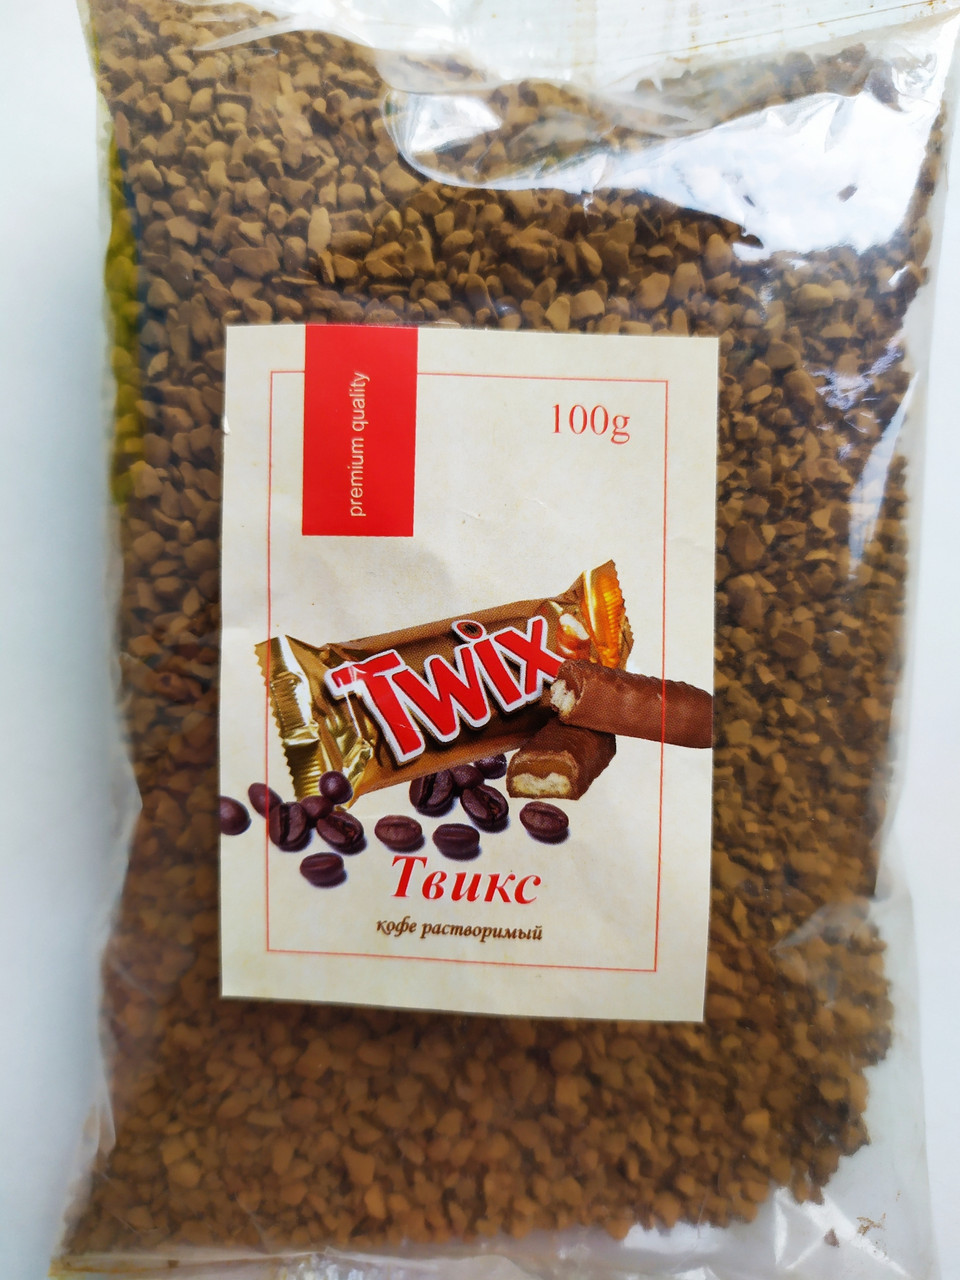 premium quality
100g
Twix
Твикс
кофе растворимый